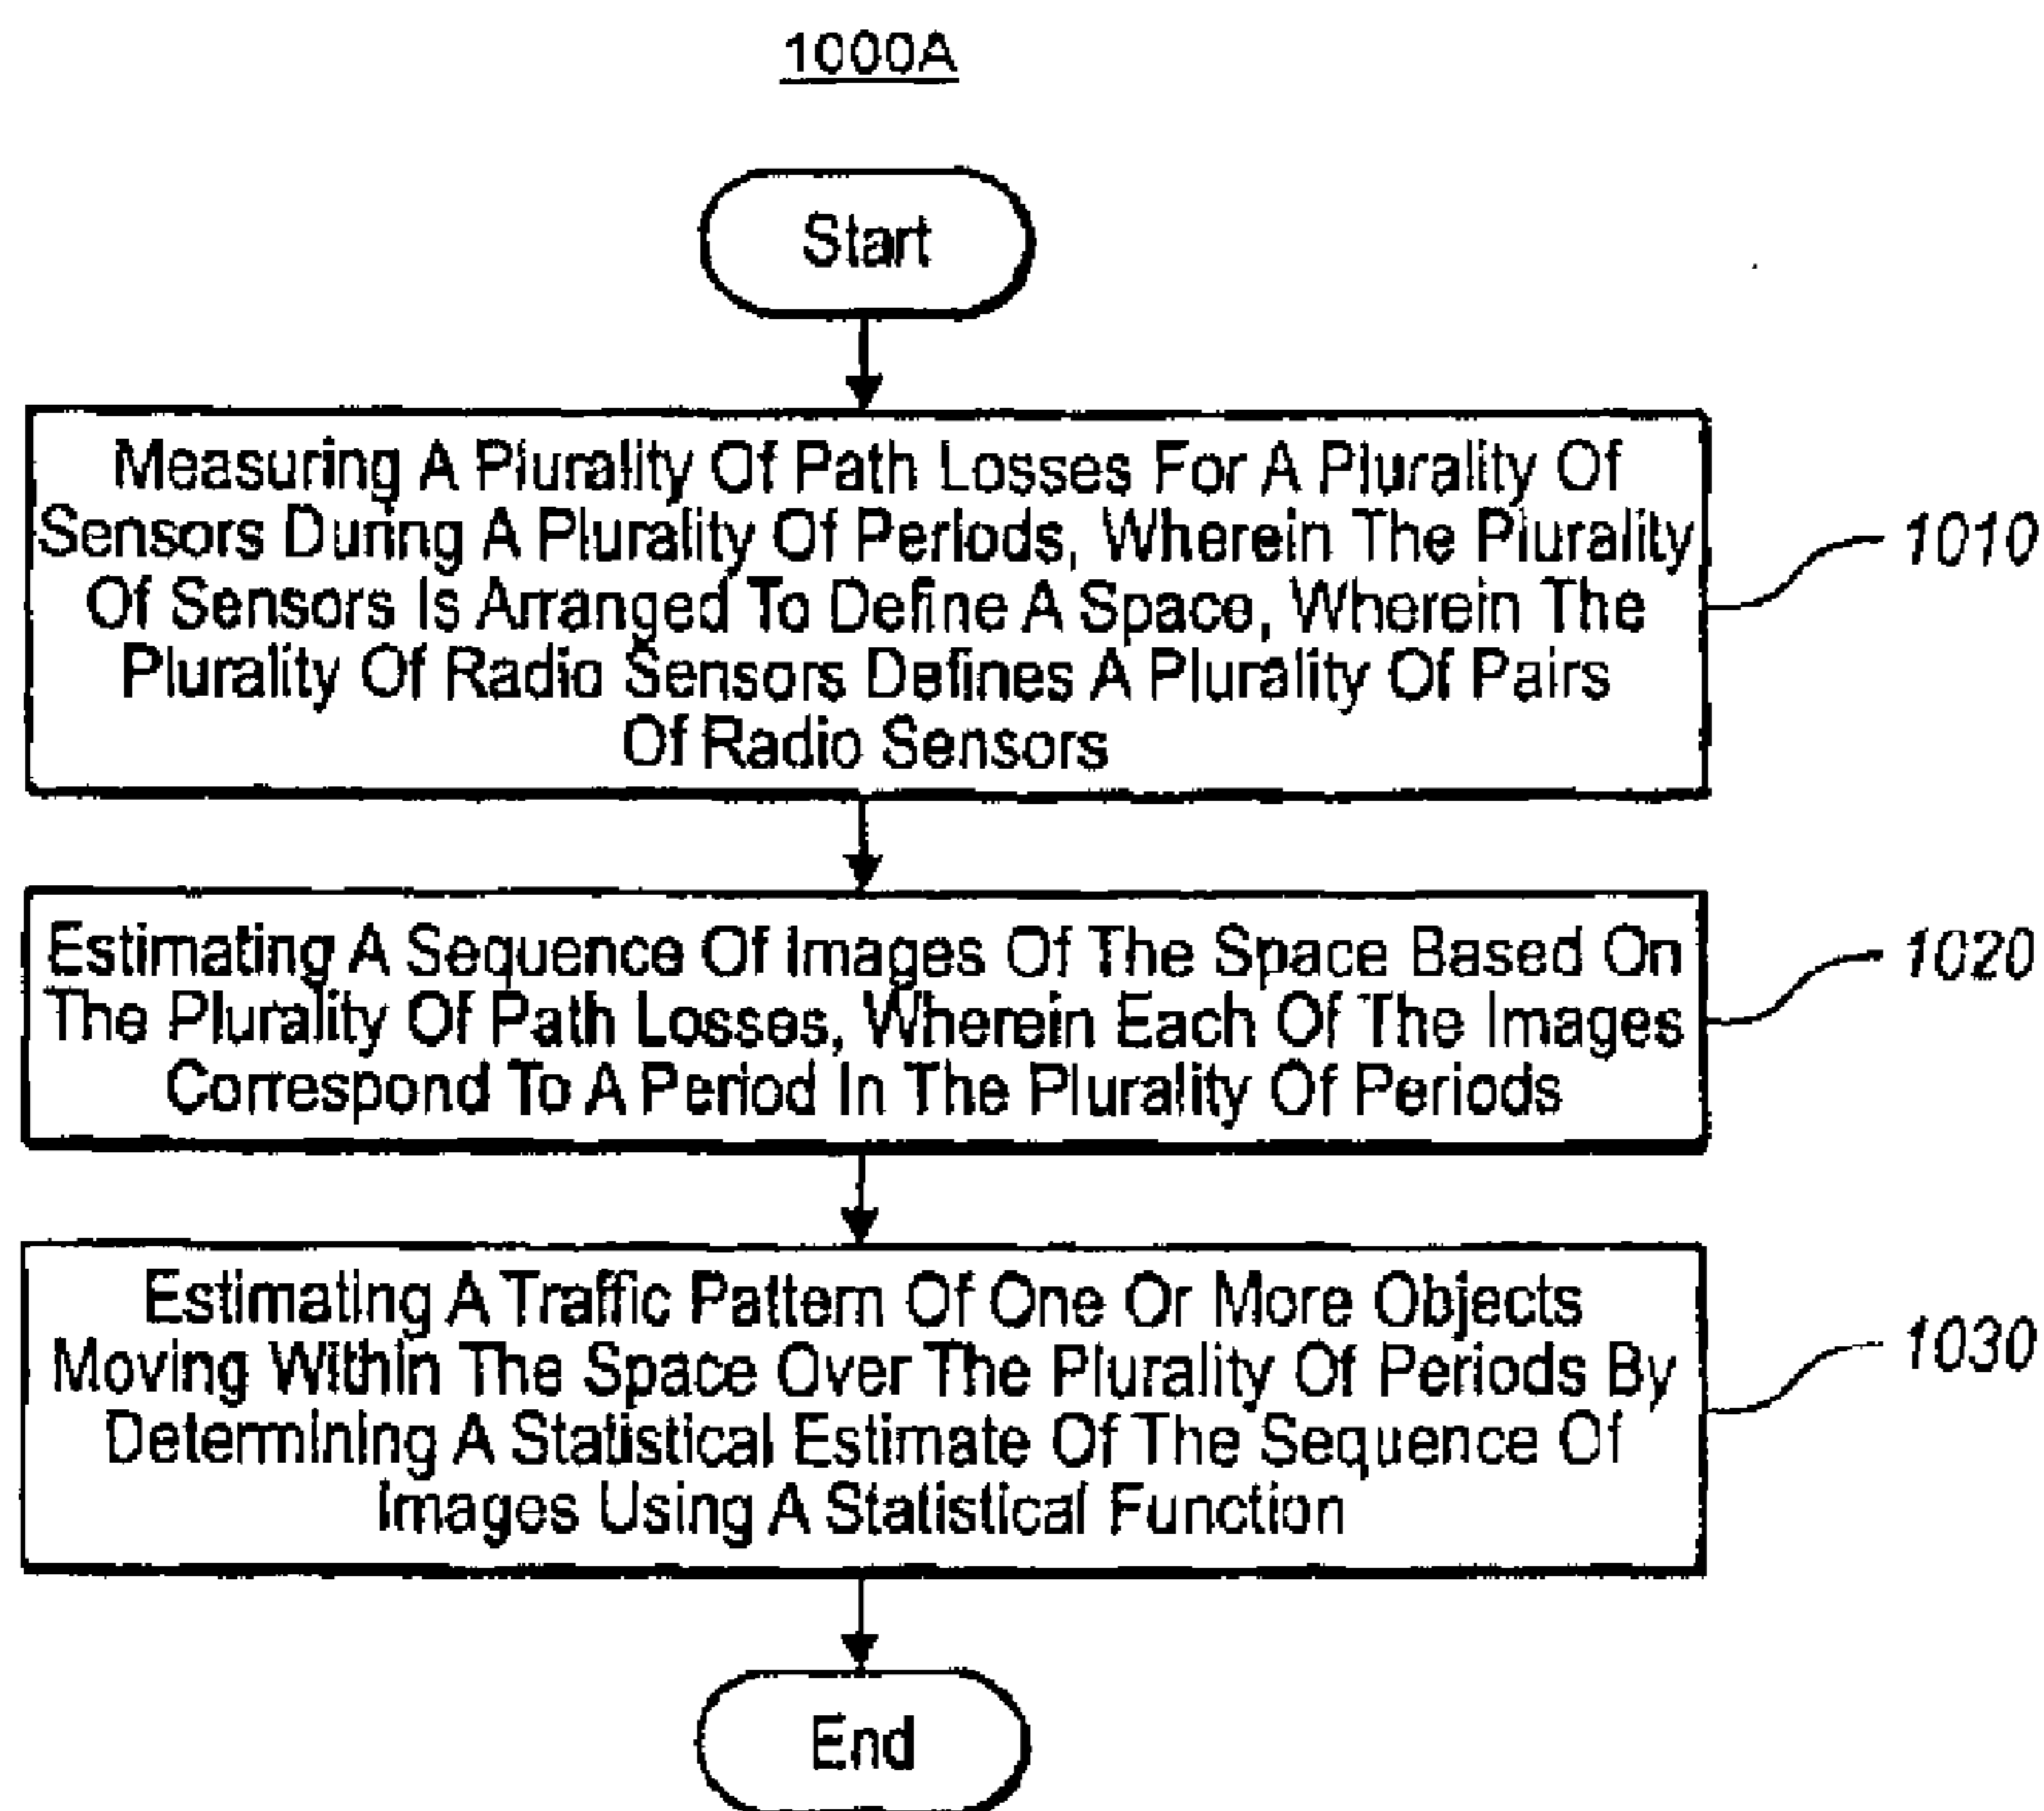 1000A
Start
Measuring A Plurality Of Path Losses For A Plurality Of
Sensors During A Plurality Of Periods, Wherein The Plurality
Of Sensors Is Arranged To Define A Space, Wherein The
Plurality Of Radio Sensors Defines A Plurality Of Pairs
Of Radio Sensors
1010
Estimating A Sequence Of Images Of The Space Based On
The Plurality Of Path Losses, Wherein Each Of The Images
Correspond To A Period In The Plurality Of Periods
1020
Estimating A Traffic Pattern Of One Or More Objects
Moving Within The Space Over The Plurality Of Periods By
Determining A Statistical Estimate Of The Sequence Of
Images Using A Statistical Function
1030
End